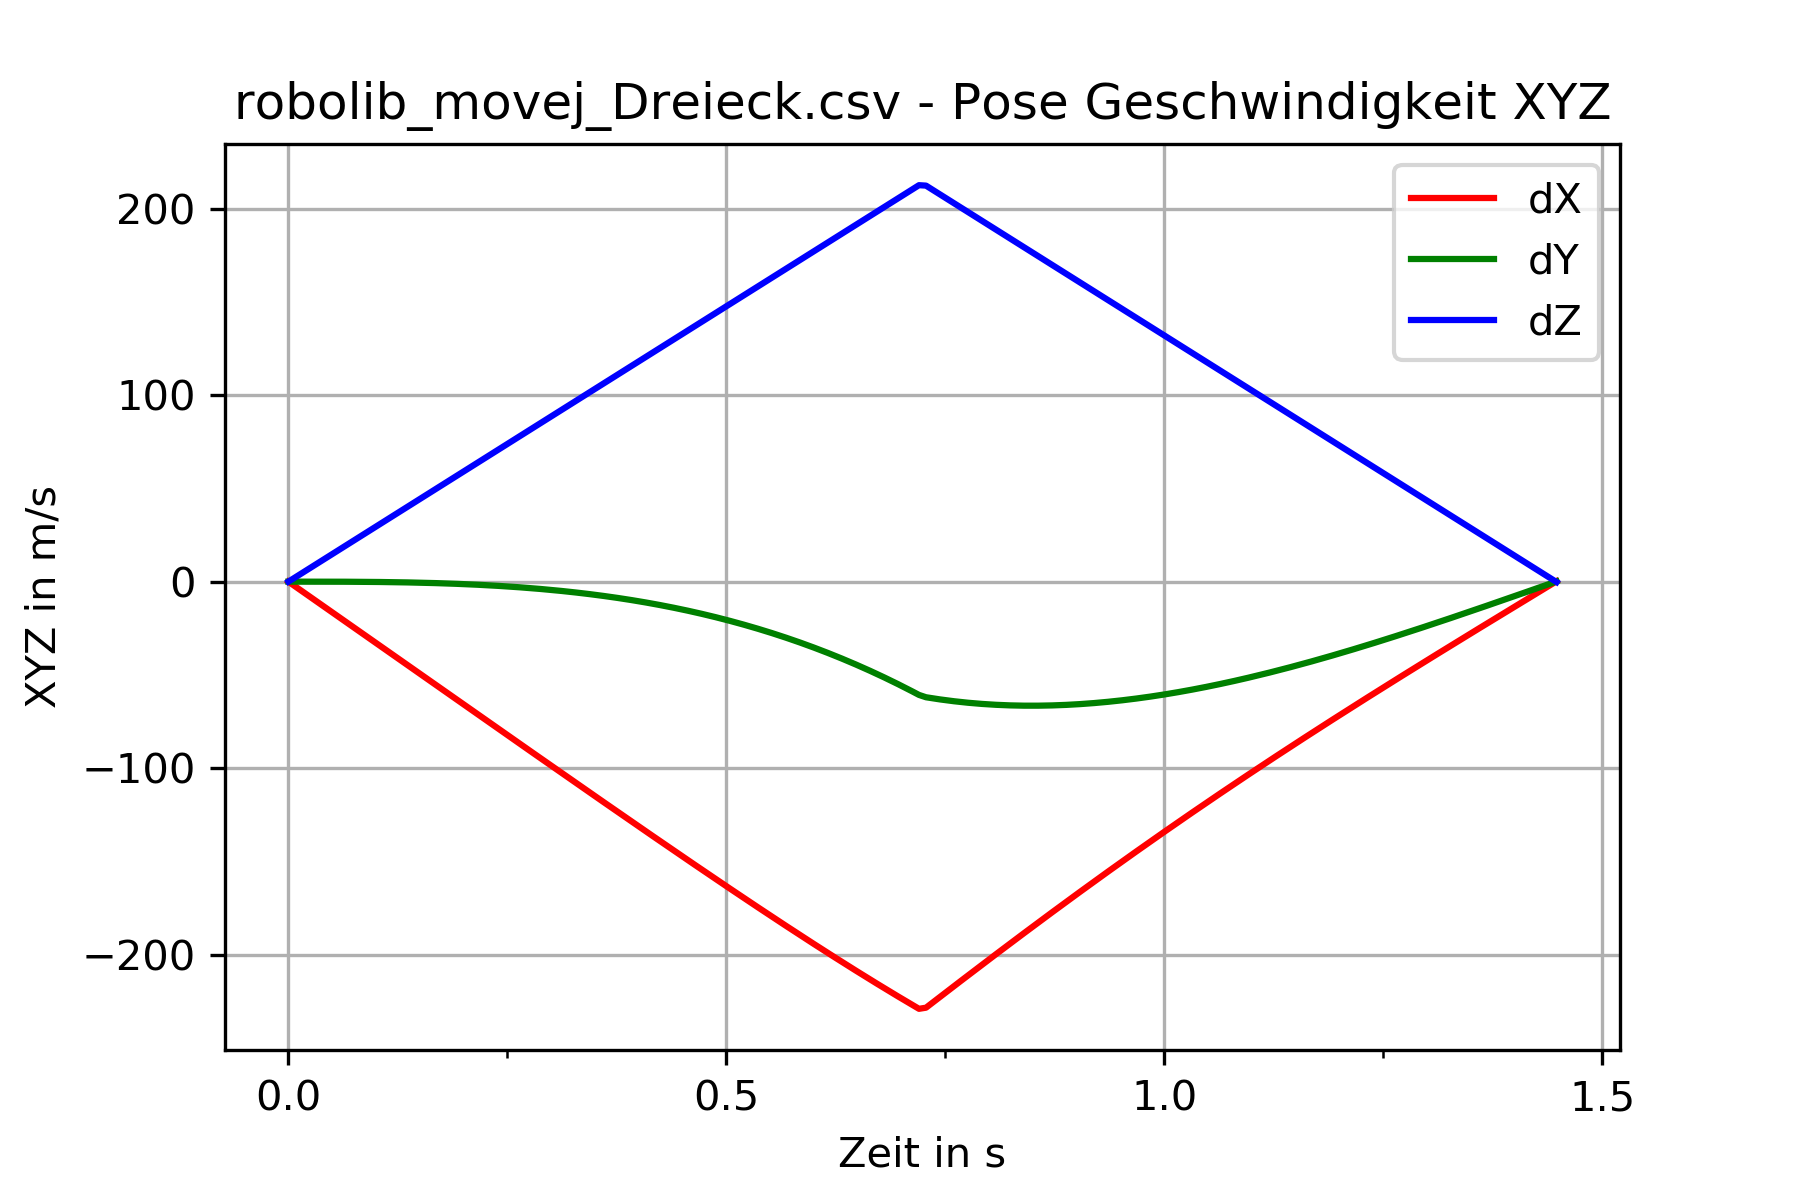 robolib_movej_Dreieck.csv - Pose Geschwindigkeit XYZ
dX
dY
dZ
200
100
0
−100
−200
XYZ in m/s
0.0 0.5 1.0 1.5
Zeit in s